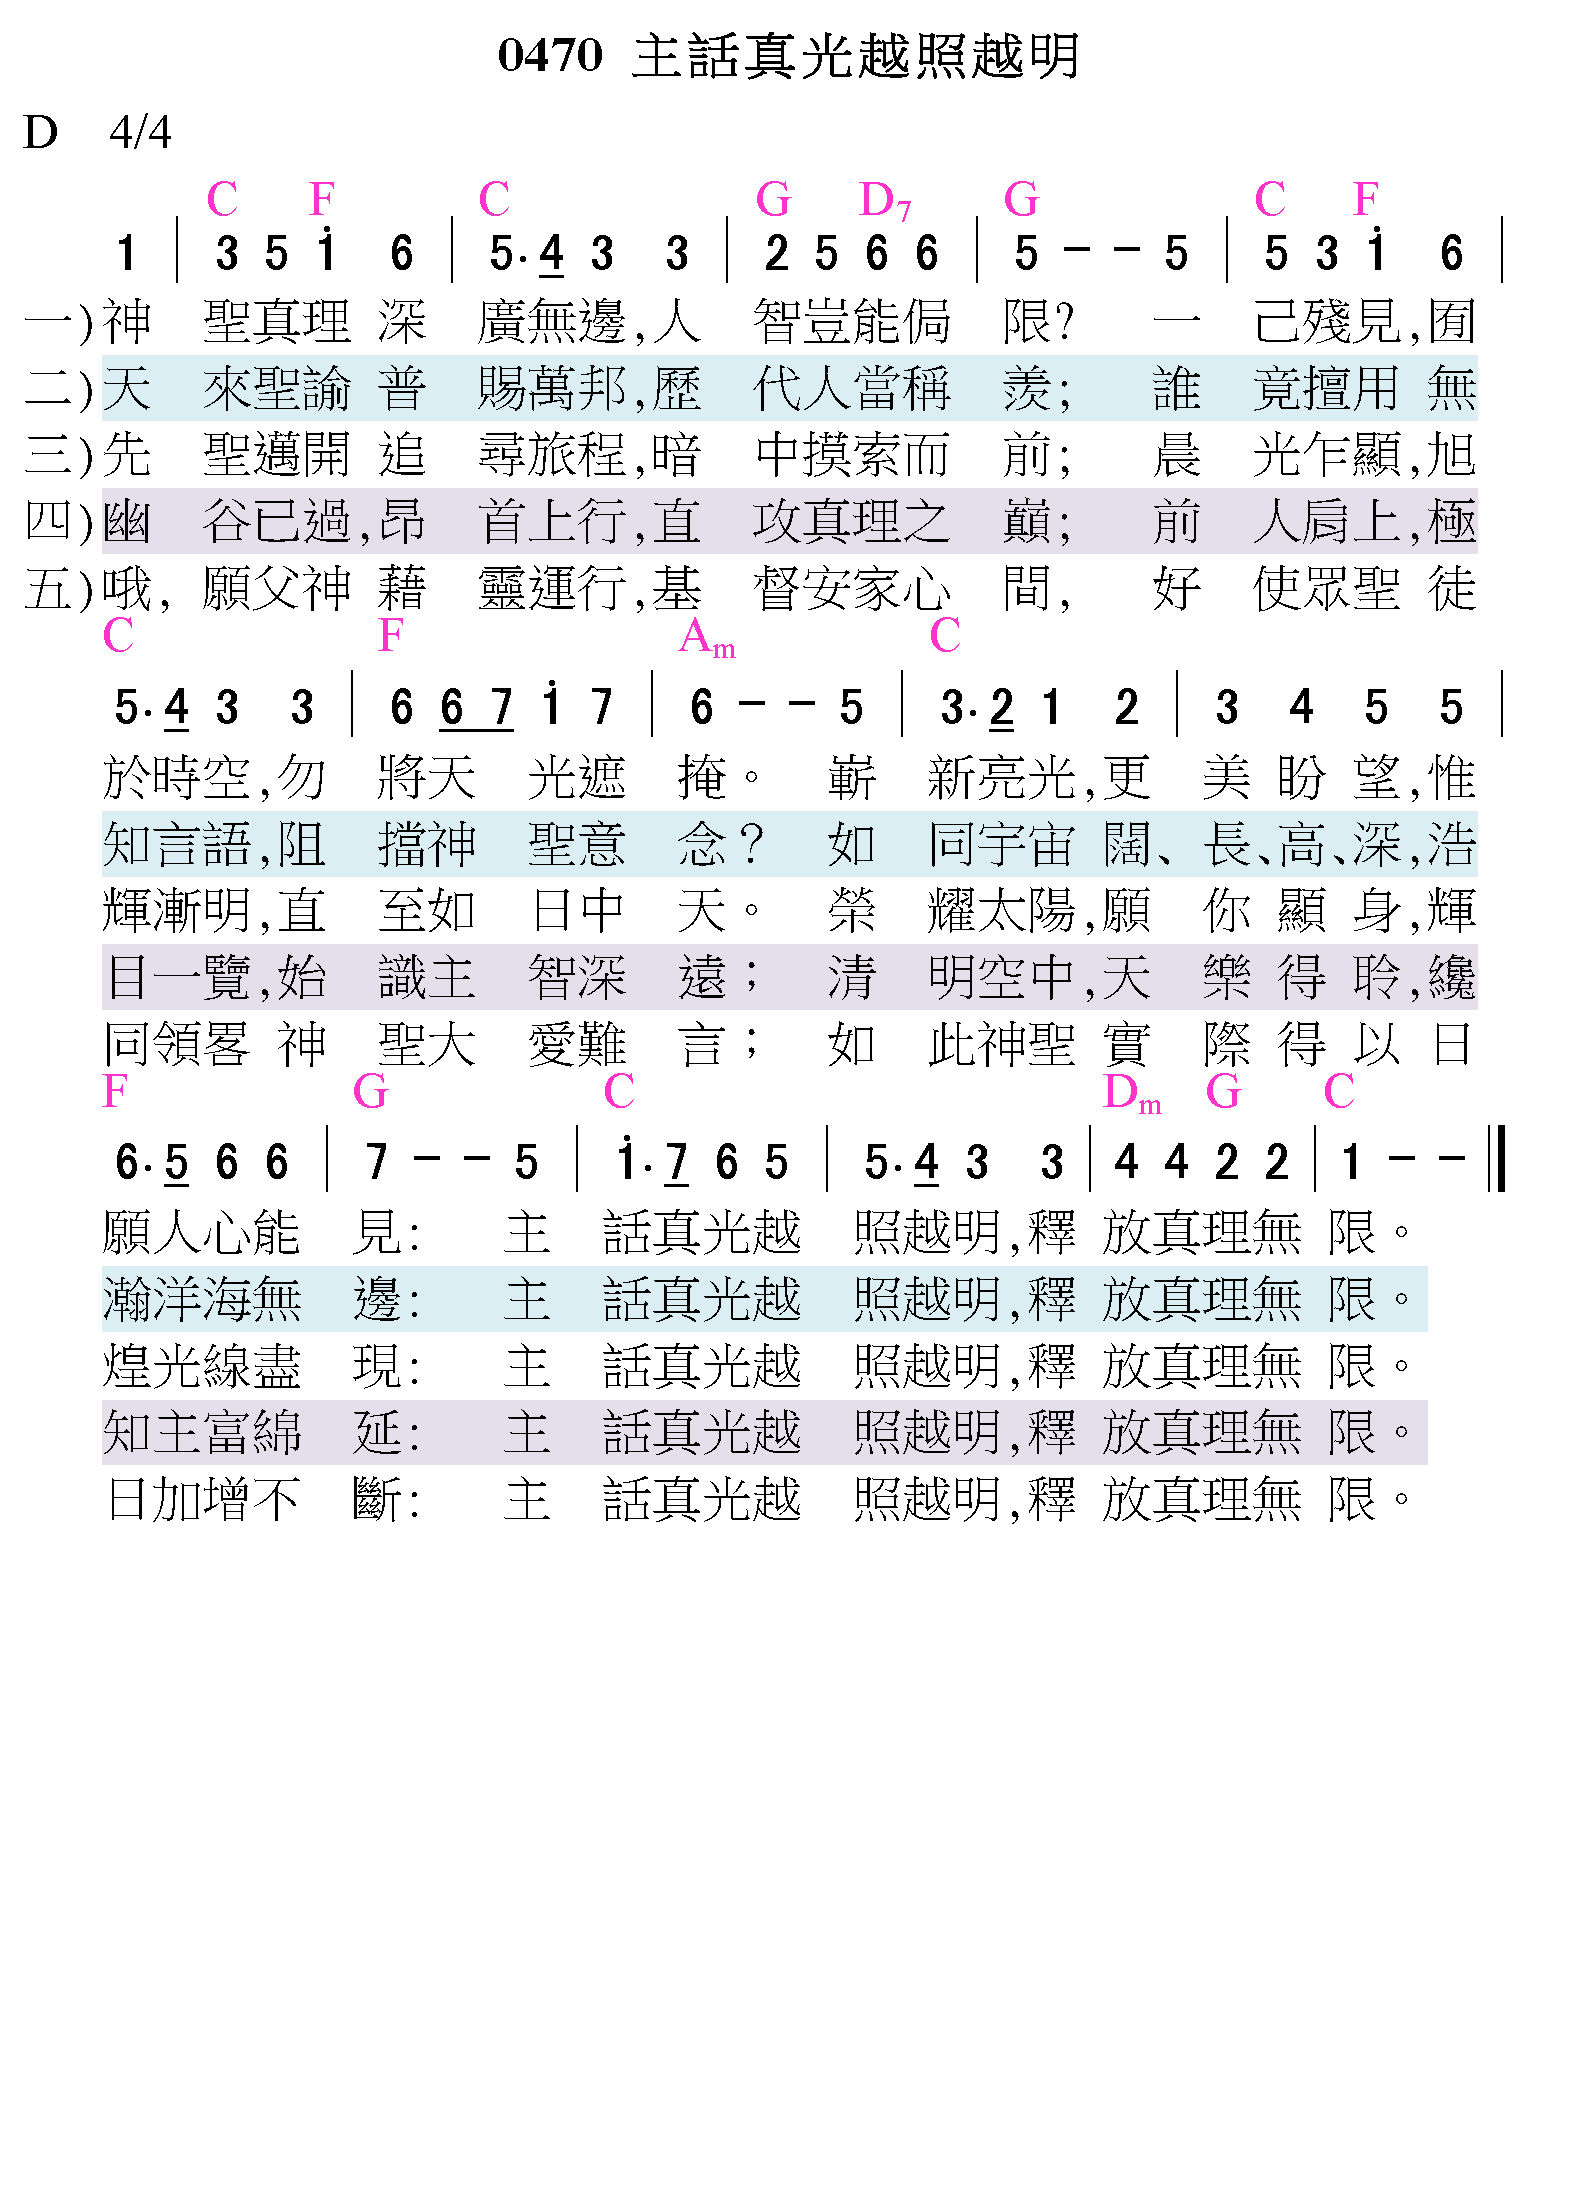 0470 主話真光越照越明
D 4/4
C F C G D7 G C F
1 | 3 5 i 6 | 5. 4 3 3 | 2 5 6 6 | 5 - - 5 | 5 3 i 6 |
一)神 聖真理 深 廣無邊,人 智豈能侷 限? 一 己殘見,囿
二)天 來聖諭 普 賜萬邦,歷 代人當稱 羨; 誰 竟擅用 無
三)先 聖邁開 追 尋旅程,暗 中摸索而 前; 晨 光乍顯,旭
四)幽 谷已過,昂 首上行,直 攻真理之 巔; 前 人肩上,極
五)哦, 願父神 藉 靈運行,基 督安家心 間, 好 使眾聖 徒
C F Am C
5. 4 3 3 | 6 6 7 i 7 | 6 - - 5 | 3. 2 1 2 | 3 4 5 5 |
於時空,勿 將天 光遮 掩。 嶄 新亮光,更 美 盼 望,惟
知言語,阻 擋神 聖意 念? 如 同宇宙 闊、長、高、深,浩
輝漸明,直 至如 日中 天。 榮 耀太陽,願 你 顯 身,輝
目一覽,始 識主 智深 遠; 清 明空中,天 樂 得 聆,纔
同領畧 神 聖大 愛難 言; 如 此神聖 實 際 得 以 日
F G C Dm G C
6. 5 6 6 | 7 - - 5 | i. 7 6 5 | 5. 4 3 3 | 4 4 2 2 | 1 - - ||
願人心能 見: 主 話真光越 照越明,釋 放真理無 限。
瀚洋海無 邊: 主 話真光越 照越明,釋 放真理無 限。
煌光線盡 現: 主 話真光越 照越明,釋 放真理無 限。
知主富綿 延: 主 話真光越 照越明,釋 放真理無 限。
日加增不 斷: 主 話真光越 照越明,釋 放真理無 限。